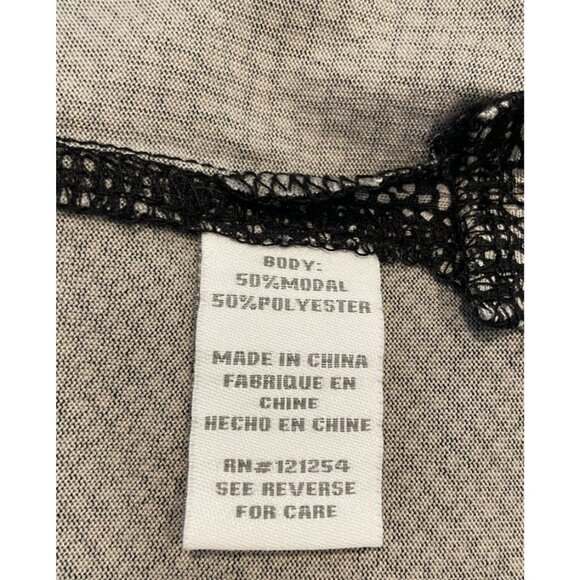 BODY:
50%MODAL
50%POLYESTER
MADE IN CHINA
FABRIQUE EN
CHINE
HECHO EN CHINE
RN#121254
SEE REVERSE
FOR CARE